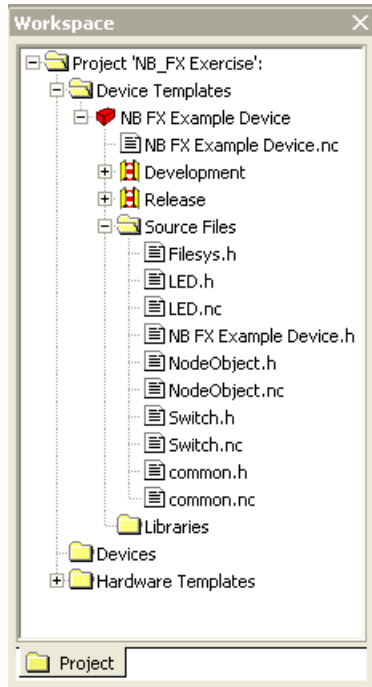 Workspace
Project 'NB_FX Exercise':
Device Templates
NB FX Example Device
NB FX Example Device.nc
Development
Release
Source Files
Filesys.h
LED.h
LED.nc
NB FX Example Device.h
NodeObject.h
NodeObject.nc
Switch.h
Switch.nc
common.h
common.nc
Libraries
Devices
Hardware Templates
Project